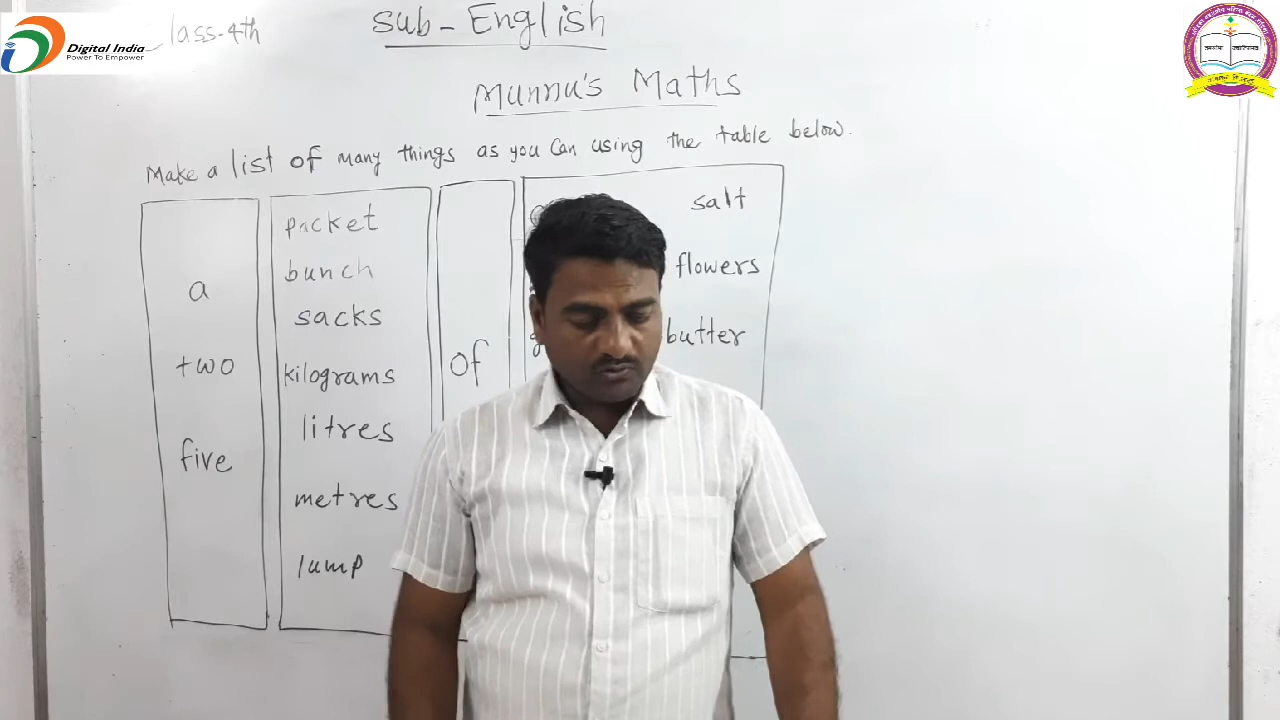 Digital India
Power To Empower
lass-4th
Sub-English
Munnu's Maths
Make a list of many things as you can using the table below.
a
two
five
packet
bunch
sacks
kilograms
litres
metres
lump
of
salt
flowers
butter